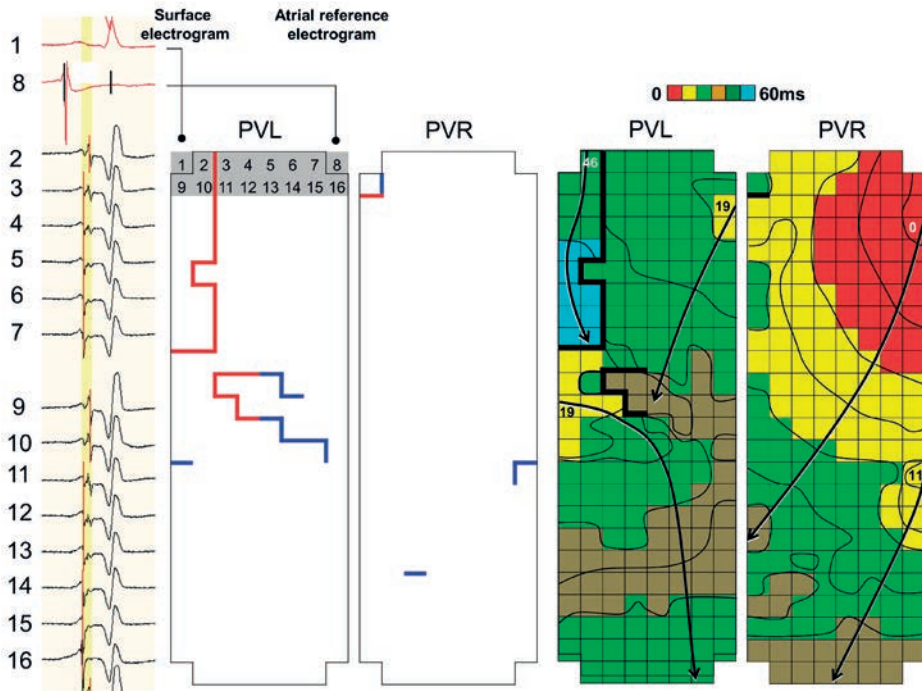 Surface electrogram
Atrial reference electrogram
1
8
2
3
4
5
6
7
9
10
11
12
13
14
15
16
PVL
1 2 3 4 5 6 7 8
9 10 11 12 13 14 15 16
PVR
0 60ms
PVL
PVR
46
19
19
0
11